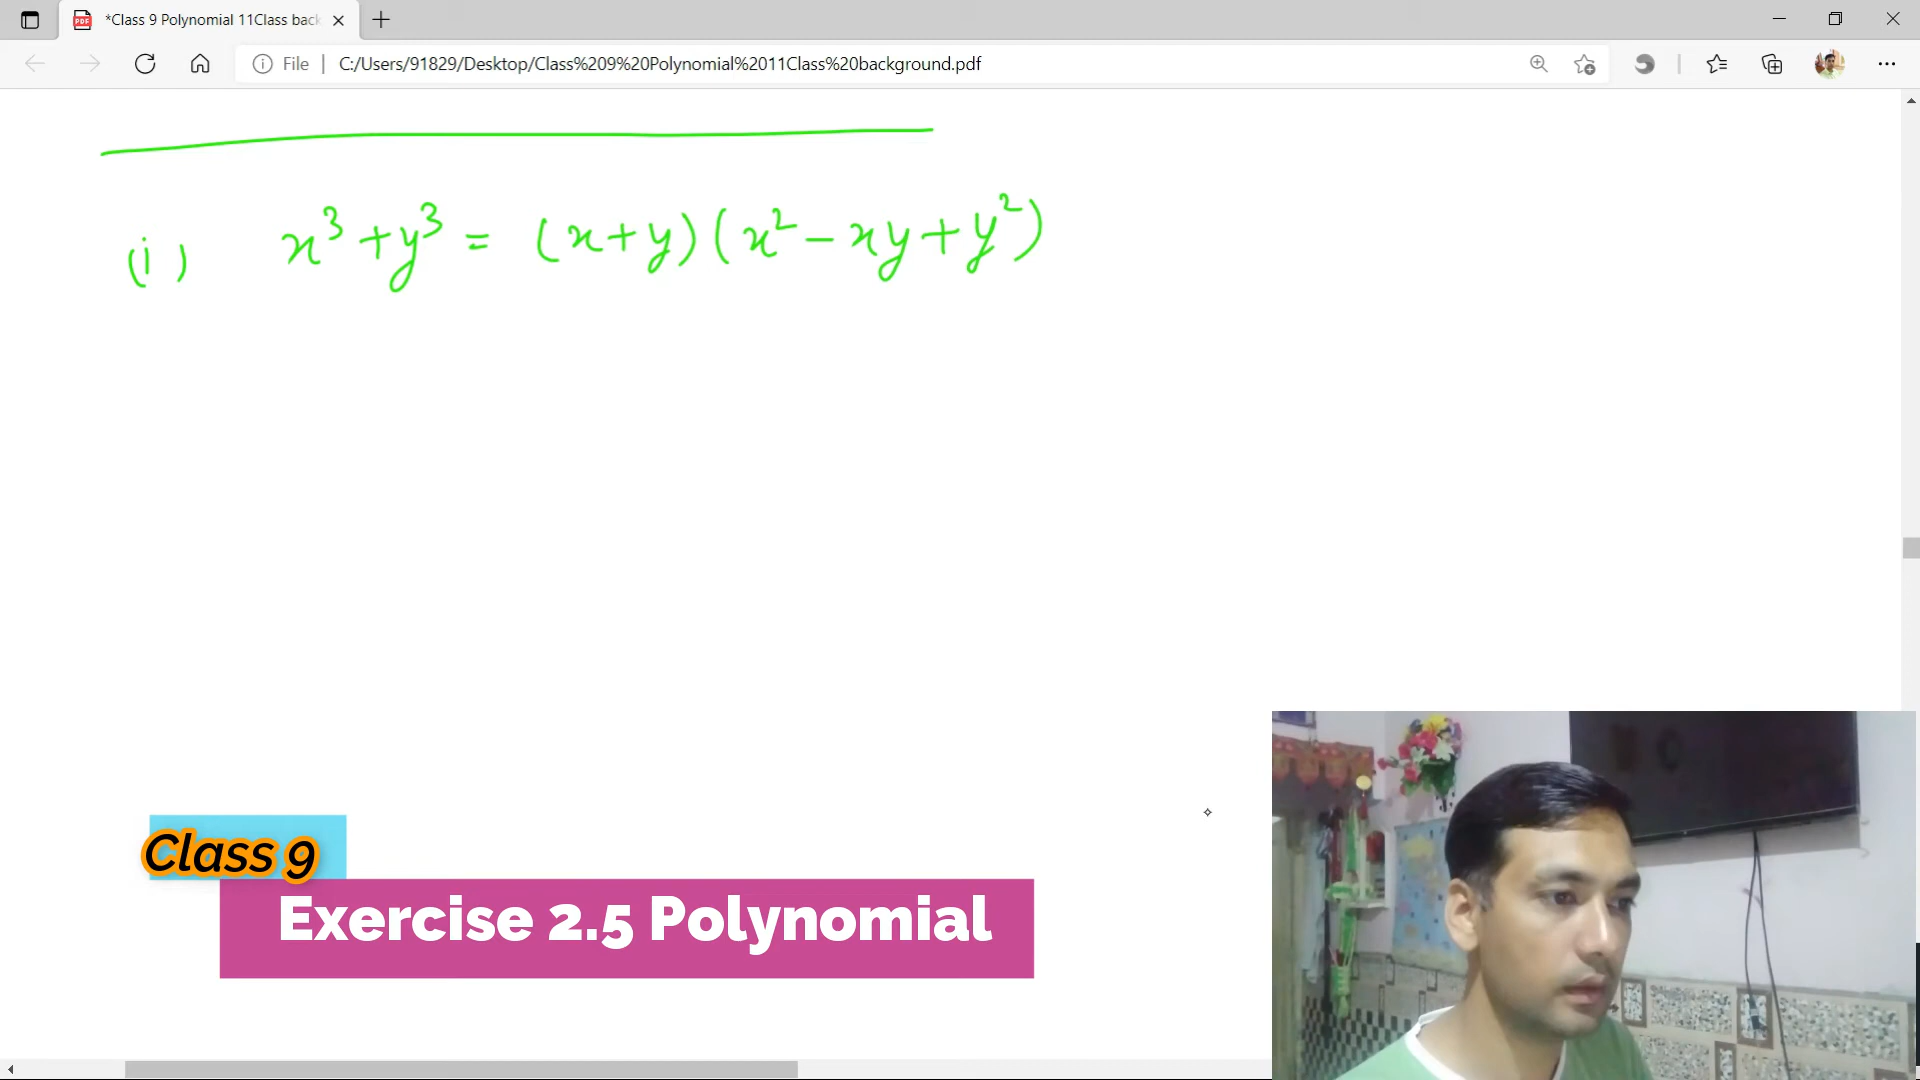 *Class 9 Polynomial 11Class back
File | C:/Users/91829/Desktop/Class%209%20Polynomial%2011Class%20background.pdf
(i) x³ + y³ = (x+y)(x² − xy + y²)
Class 9
Exercise 2.5 Polynomial